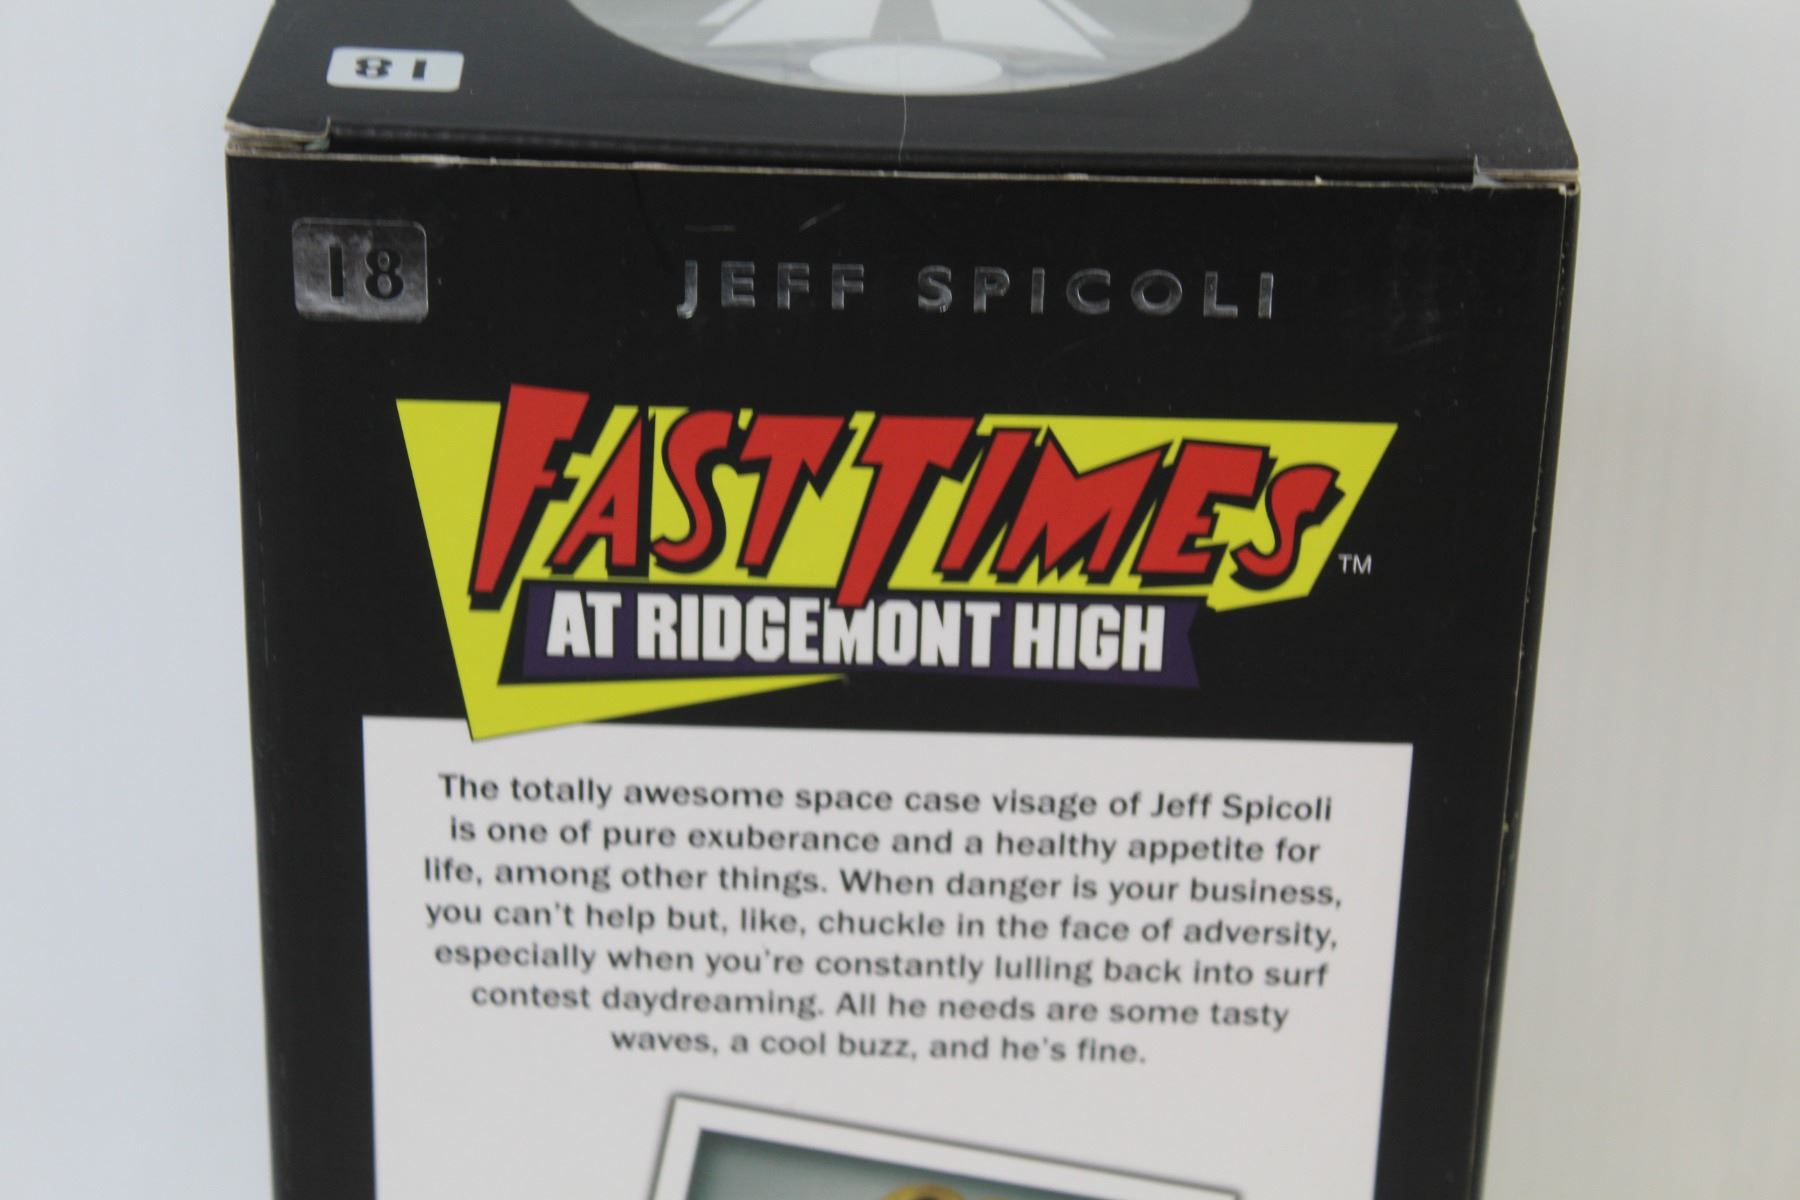 18
18
JEFF SPICOLI
FAST TIMES
™
AT RIDGEMONT HIGH
The totally awesome space case visage of Jeff Spicoli
is one of pure exuberance and a healthy appetite for
life, among other things. When danger is your business,
you can't help but, like, chuckle in the face of adversity,
especially when you're constantly lulling back into surf
contest daydreaming. All he needs are some tasty
waves, a cool buzz, and he's fine.